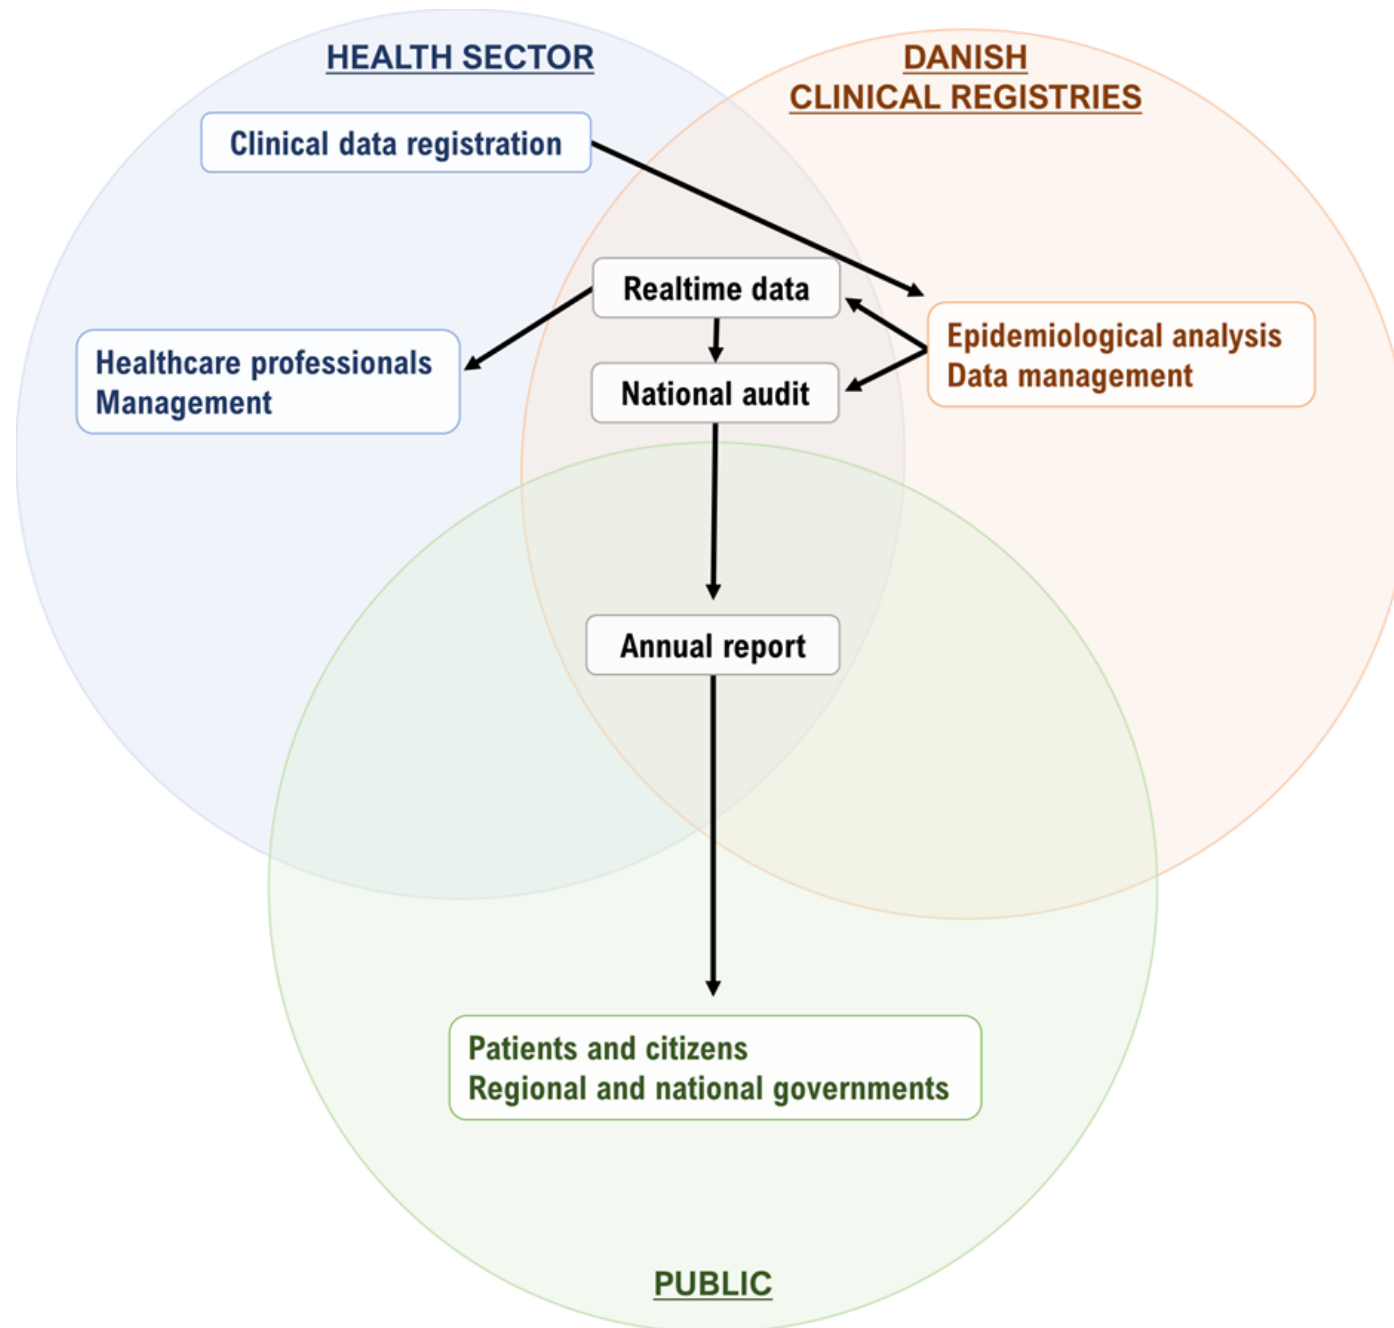 HEALTH SECTOR
DANISH
CLINICAL REGISTRIES
Clinical data registration
Realtime data
Healthcare professionals
Management
Epidemiological analysis
Data management
National audit
Annual report
Patients and citizens
Regional and national governments
PUBLIC